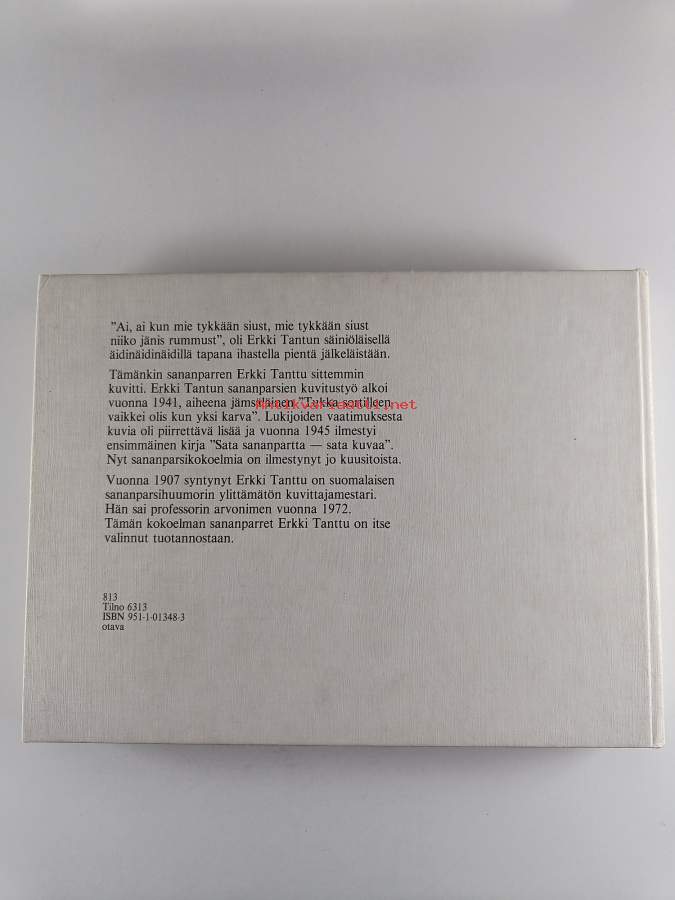 "Ai, ai kun mie tykkään siust, mie tykkään siust
niiko jänis rummust", oli Erkki Tantun säiniöläisellä
äidinäidinäidillä tapana ihastella pientä jälkeläistään.
Tämänkin sananparren Erkki Tanttu sittemmin
kuvitti. Erkki Tantun sananparsien kuvitustyö alkoi
vuonna 1941, aiheena jämsäläinen "Tukka sortilleen
Antikvariaatti.net
vaikkei olis kun yksi karva". Lukijoiden vaatimuksesta
kuvia oli piirrettävä lisää ja vuonna 1945 ilmestyi
ensimmäinen kirja "Sata sananpartta — sata kuvaa".
Nyt sananparsikokoelmia on ilmestynyt jo kuusitoista.
Vuonna 1907 syntynyt Erkki Tanttu on suomalaisen
sananparsihuumorin ylittämätön kuvittajamestari.
Hän sai professorin arvonimen vuonna 1972.
Tämän kokoelman sananparret Erkki Tanttu on itse
valinnut tuotannostaan.
813
Tilno 6313
ISBN 951-1-01348-3
otava